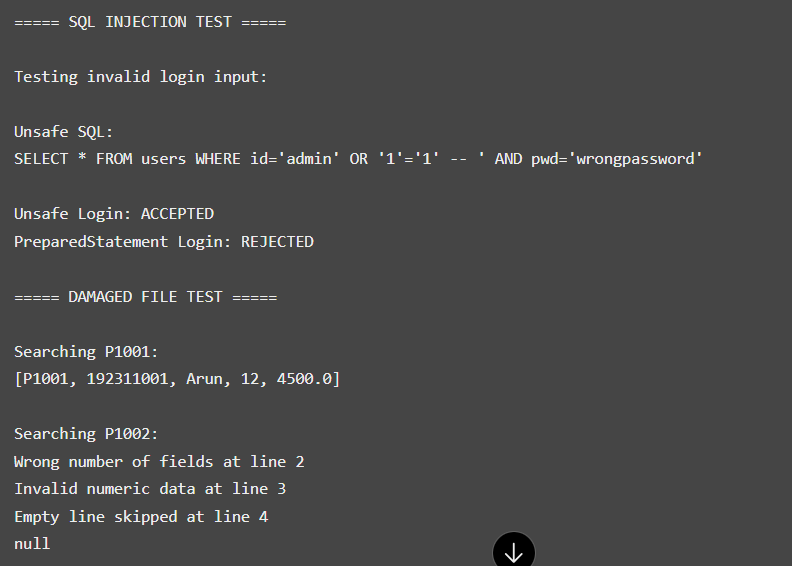 ===== SQL INJECTION TEST =====
Testing invalid login input:
Unsafe SQL:
SELECT * FROM users WHERE id='admin' OR '1'='1' -- ' AND pwd='wrongpassword'
Unsafe Login: ACCEPTED
PreparedStatement Login: REJECTED
===== DAMAGED FILE TEST =====
Searching P1001:
[P1001, 192311001, Arun, 12, 4500.0]
Searching P1002:
Wrong number of fields at line 2
Invalid numeric data at line 3
Empty line skipped at line 4
null